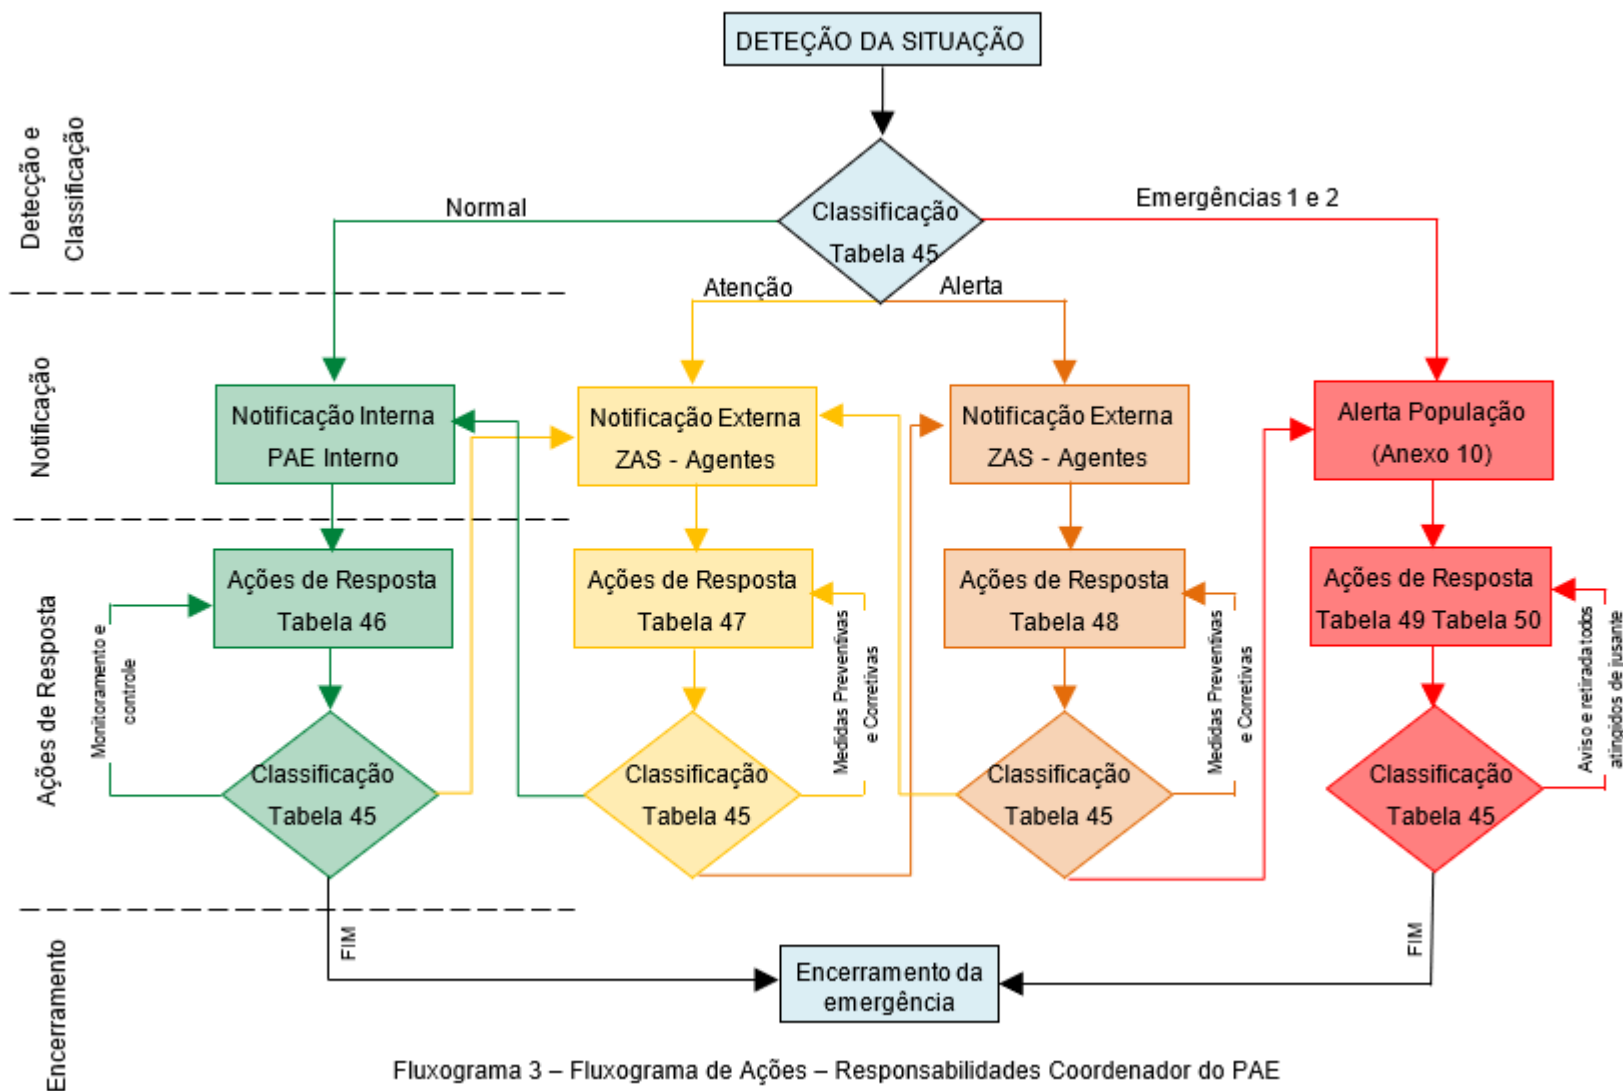 DETEÇÃO DA SITUAÇÃO
Detecção e
Classificação
Normal
Classificação
Tabela 45
Emergências 1 e 2
Atenção
Alerta
Notificação
Notificação Interna
PAE Interno
Notificação Externa
ZAS - Agentes
Notificação Externa
ZAS - Agentes
Alerta População
(Anexo 10)
Ações de Resposta
Monitoramento e
controle
Ações de Resposta
Tabela 46
Ações de Resposta
Tabela 47
Medidas Preventivas
e Corretivas
Ações de Resposta
Tabela 48
Medidas Preventivas
e Corretivas
Ações de Resposta
Tabela 49 Tabela 50
Aviso e retirada todos
atingidos de jusante
Classificação
Tabela 45
Classificação
Tabela 45
Classificação
Tabela 45
Classificação
Tabela 45
Encerramento
FIM
Encerramento da
emergência
FIM
Fluxograma 3 – Fluxograma de Ações – Responsabilidades Coordenador do PAE